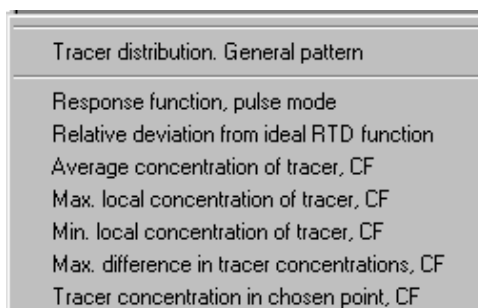 Tracer distribution. General pattern
Response function, pulse mode
Relative deviation from ideal RTD function
Average concentration of tracer, CF
Max. local concentration of tracer, CF
Min. local concentration of tracer, CF
Max. difference in tracer concentrations, CF
Tracer concentration in chosen point, CF